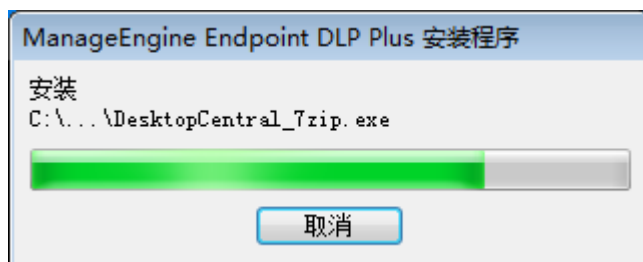 ManageEngine Endpoint DLP Plus 安装程序
安装
C:\...\DesktopCentral_7zip.exe
取消